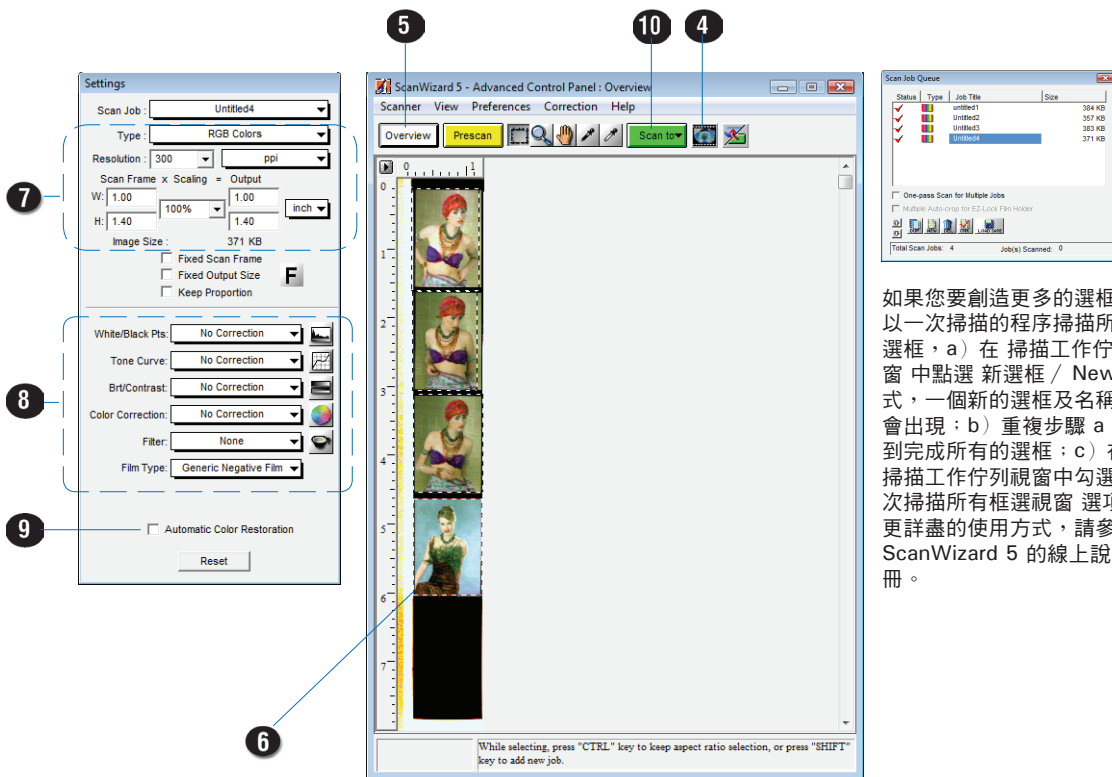 5
10
4
Settings
Scan Job : Untitled4
Type : RGB Colors
Resolution : 300 ppi
Scan Frame x Scaling = Output
W: 1.00 100% 1.00 inch
H: 1.40 1.40
Image Size : 371 KB
Fixed Scan Frame
Fixed Output Size
Keep Proportion
F
White/Black Pts: No Correction
Tone Curve: No Correction
Brt/Contrast: No Correction
Color Correction: No Correction
Filter: None
Film Type: Generic Negative Film
Automatic Color Restoration
Reset
7
8
9
ScanWizard 5 - Advanced Control Panel : Overview
Scanner View Preferences Correction Help
Overview Prescan Scan to
0 1
0
1
2
3
4
5
6
7
While selecting, press "CTRL" key to keep aspect ratio selection, or press "SHIFT"
key to add new job.
6
Scan Job Queue
Status Type Job Title Size
untitled1 384 KB
Untitled2 357 KB
Untitled3 383 KB
Untitled4 371 KB
One-pass Scan for Multiple Jobs
Multiple Auto-crop for EZ-Lock Film Holder
Total Scan Jobs: 4 Job(s) Scanned: 0
如果您要創造更多的選框
以一次掃描的程序掃描所
選框，a）在 掃描工作佇
窗 中點選 新選框 / New
式，一個新的選框及名稱
會出現；b）重複步驟 a
到完成所有的選框；c）在
掃描工作佇列視窗中勾選
次掃描所有框選視窗 選項
更詳盡的使用方式，請參
ScanWizard 5 的線上說
冊。